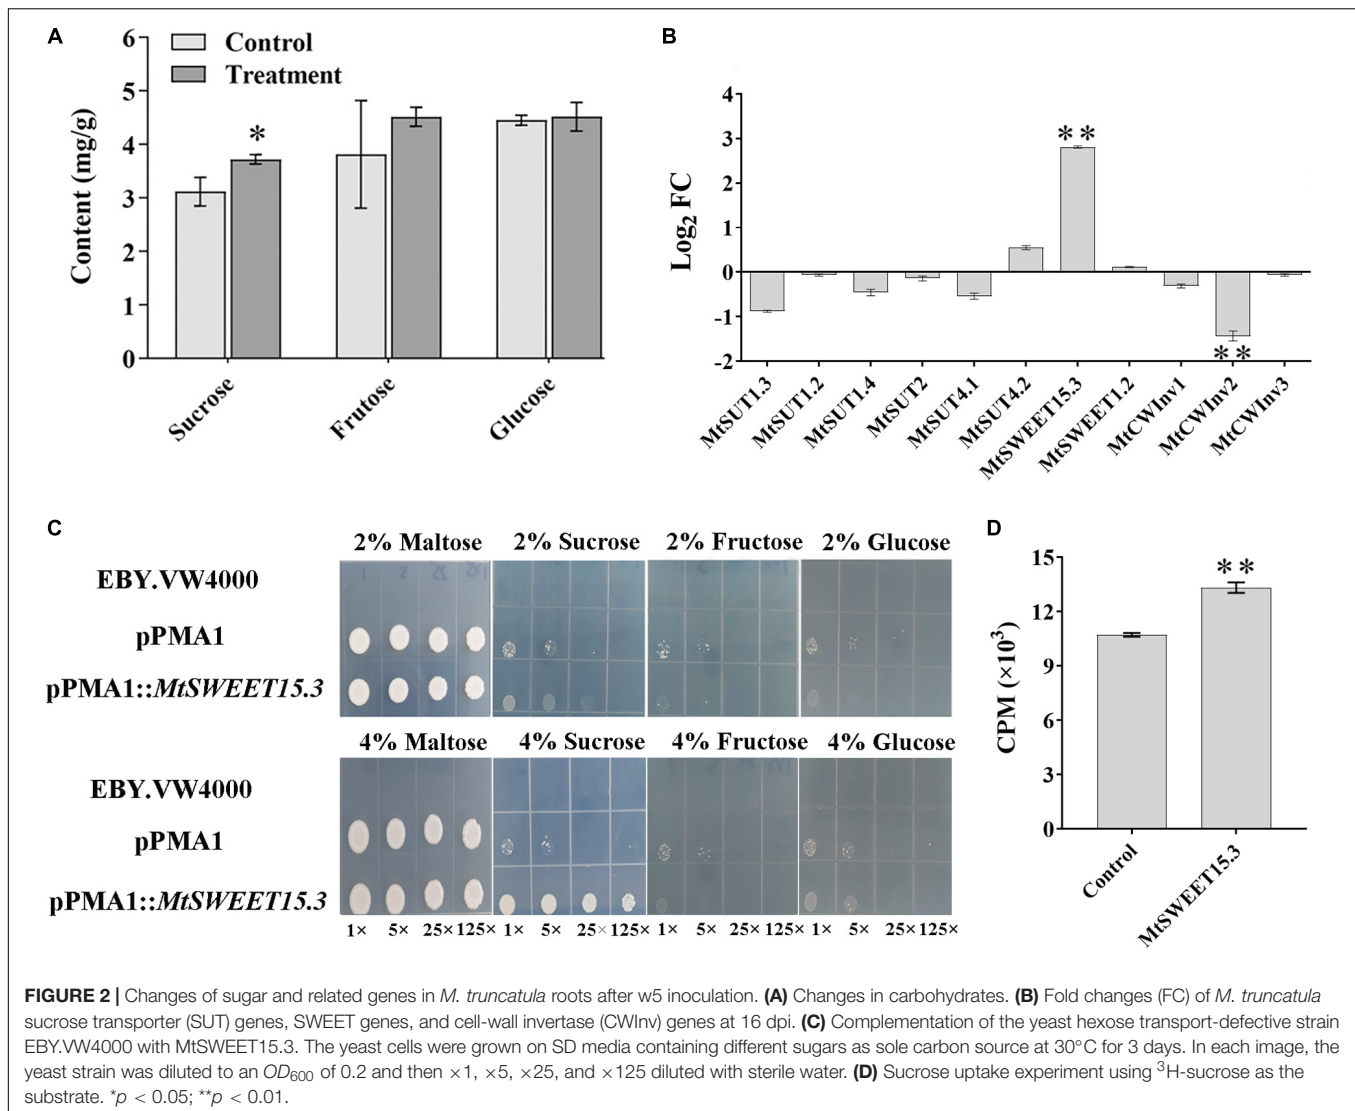 A
6
5
4
3
2
1
0
Content (mg/g)
Control
Treatment
*
Sucrose
Frutose
Glucose
B
4
3
2
1
0
-1
-2
Log2 FC
**
**
MtSUT1.3
MtSUT1.2
MtSUT1.4
MtSUT2
MtSUT4.1
MtSUT4.2
MtSWEET15.3
MtSWEET1.2
MtCWInv1
MtCWInv2
MtCWInv3
C
2% Maltose 2% Sucrose 2% Fructose 2% Glucose
EBY.VW4000
pPMA1
pPMA1::MtSWEET15.3
4% Maltose 4% Sucrose 4% Fructose 4% Glucose
EBY.VW4000
pPMA1
pPMA1::MtSWEET15.3
1× 5× 25× 125× 1× 5× 25× 125× 1× 5× 25× 125× 1× 5× 25× 125×
D
15
12
9
6
3
0
CPM (×10³)
**
Control
MtSWEET15.3
FIGURE 2 | Changes of sugar and related genes in M. truncatula roots after w5 inoculation. (A) Changes in carbohydrates. (B) Fold changes (FC) of M. truncatula
sucrose transporter (SUT) genes, SWEET genes, and cell-wall invertase (CWInv) genes at 16 dpi. (C) Complementation of the yeast hexose transport-defective strain
EBY.VW4000 with MtSWEET15.3. The yeast cells were grown on SD media containing different sugars as sole carbon source at 30°C for 3 days. In each image, the
yeast strain was diluted to an OD600 of 0.2 and then ×1, ×5, ×25, and ×125 diluted with sterile water. (D) Sucrose uptake experiment using ³H-sucrose as the
substrate. *p < 0.05; **p < 0.01.